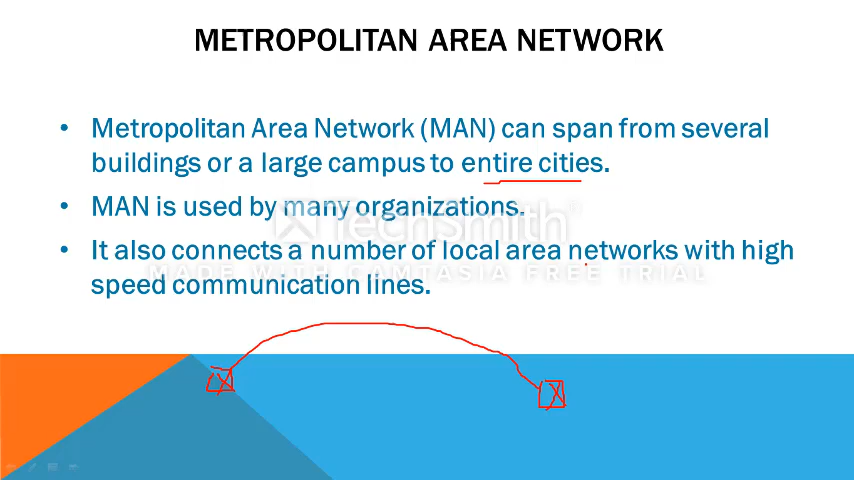 METROPOLITAN AREA NETWORK
• Metropolitan Area Network (MAN) can span from several
buildings or a large campus to entire cities.
• MAN is used by many organizations.
TechSmith®
• It also connects a number of local area networks with high
MADE WITH CAMTASIA FREE TRIAL
speed communication lines.